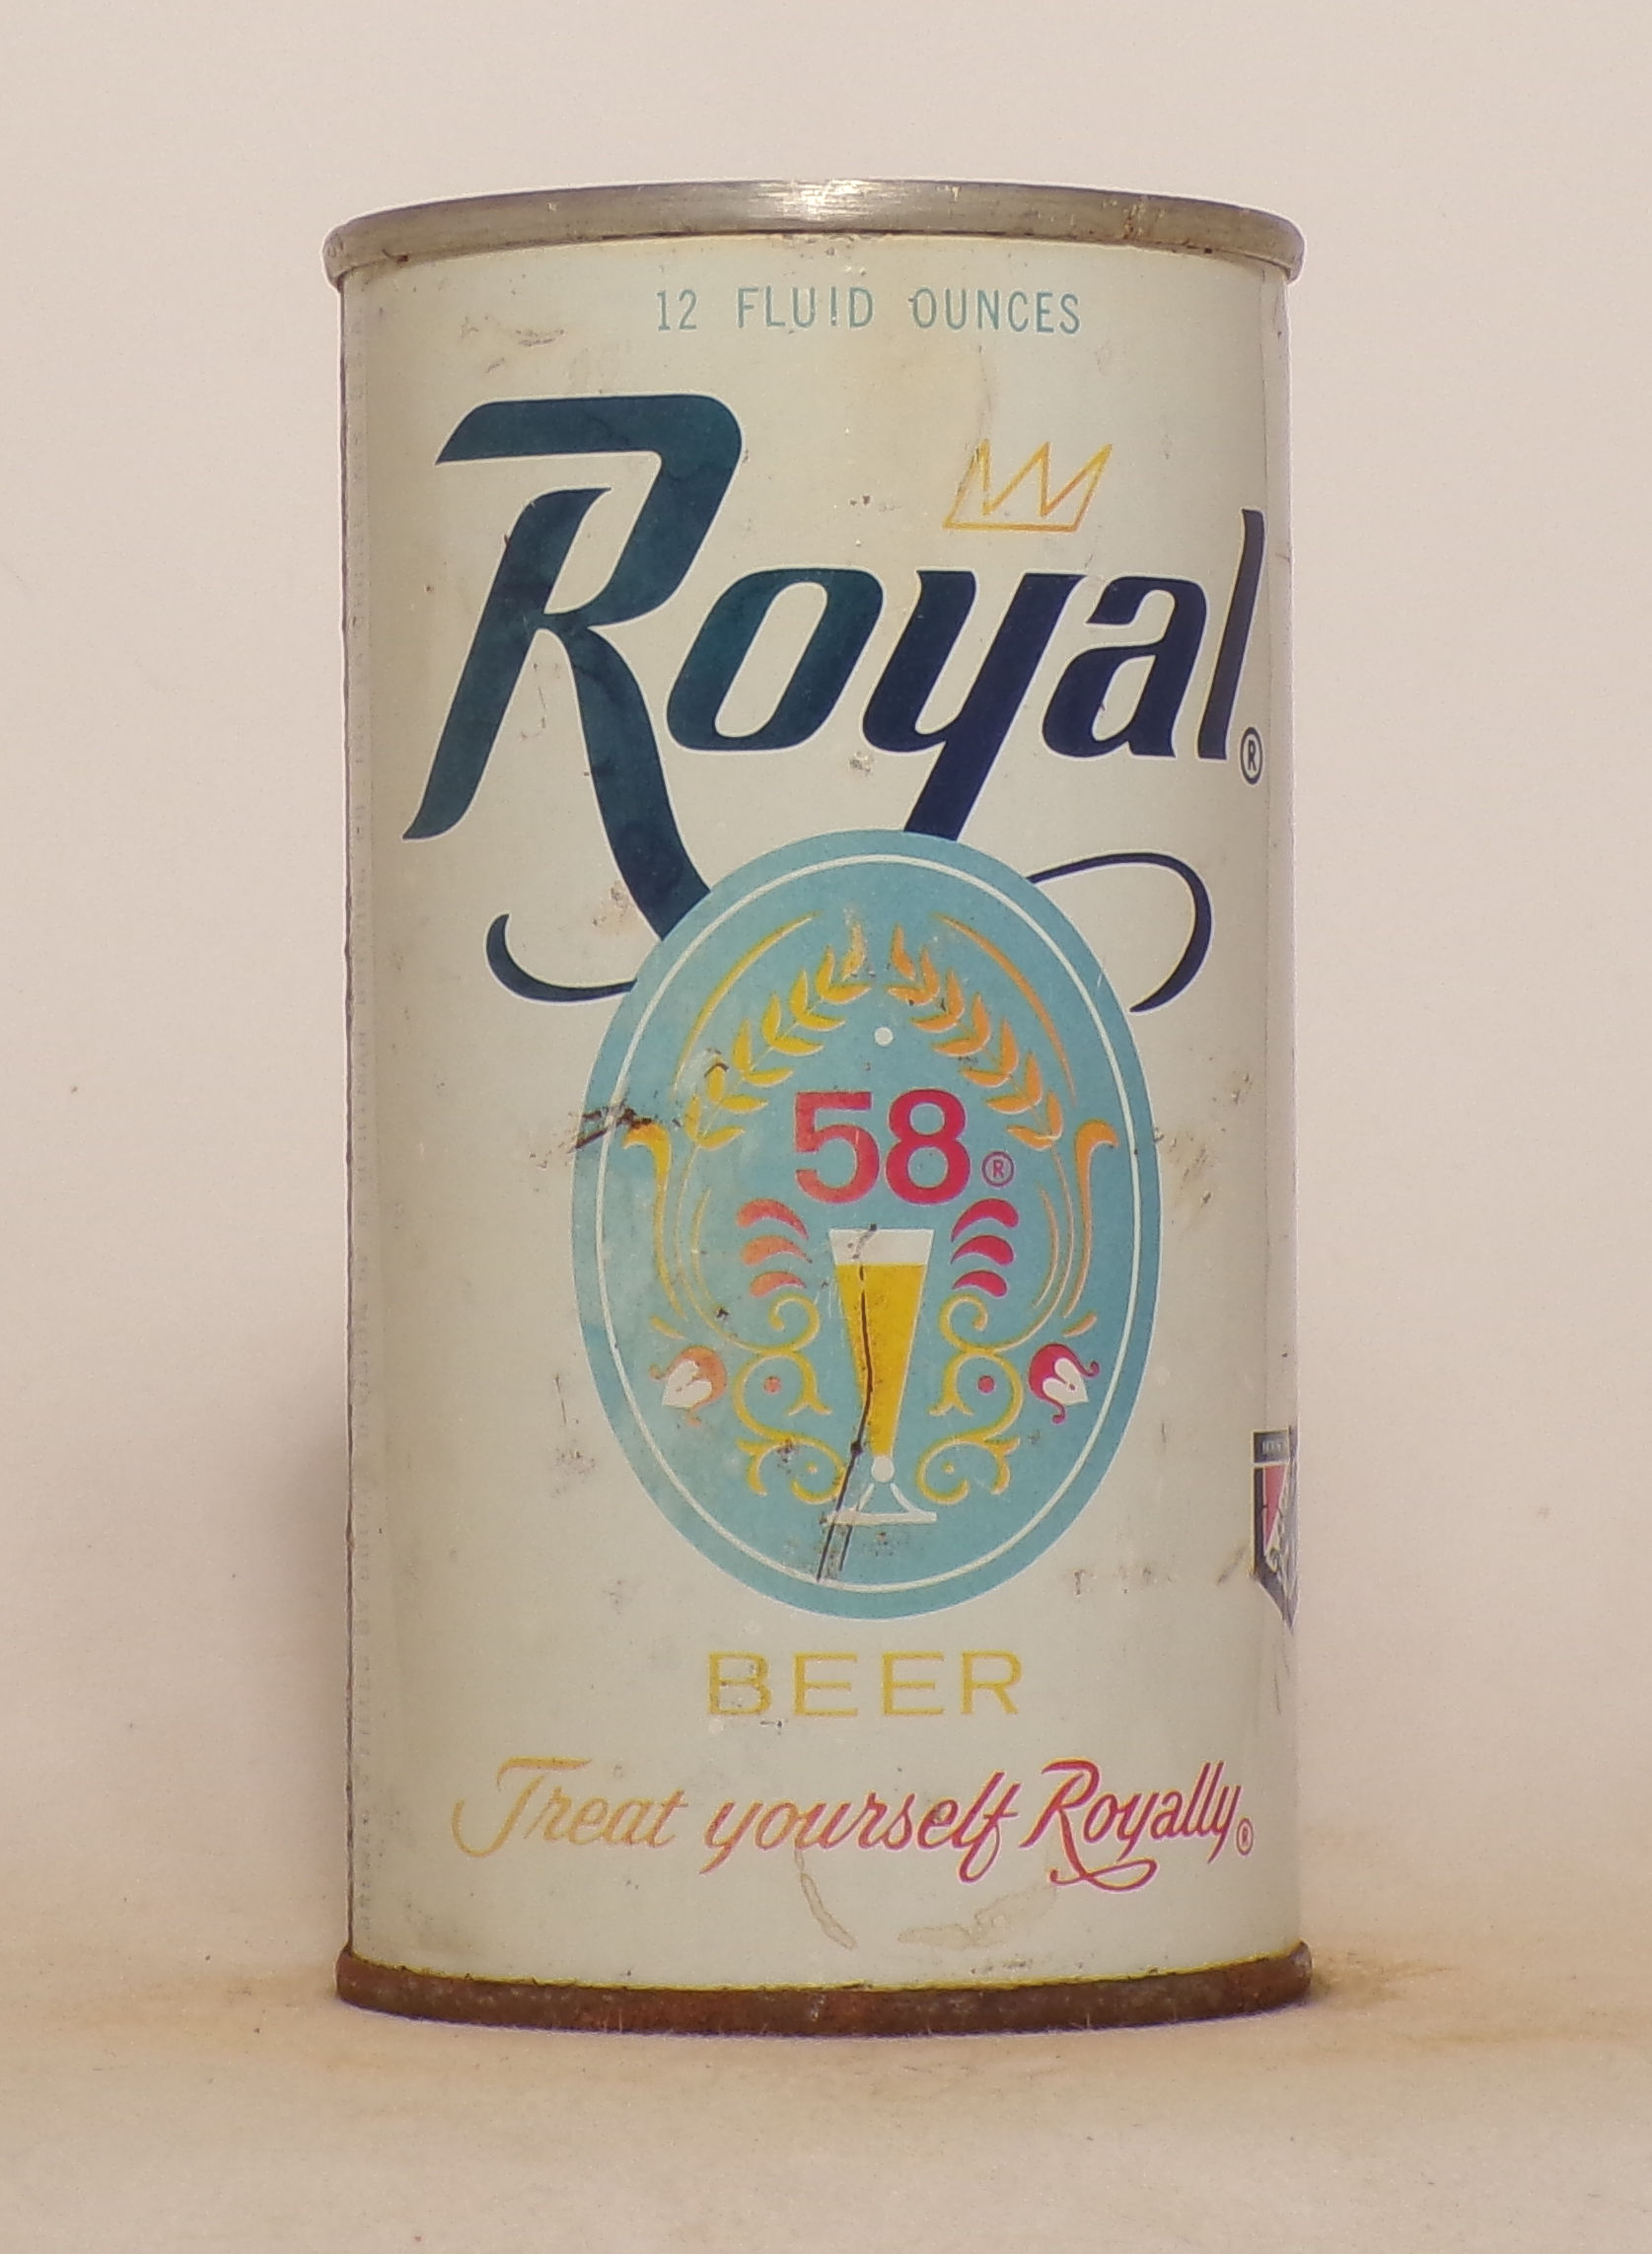 12 FLUID OUNCES
Royal®
58®
BEER
Treat yourself Royally®